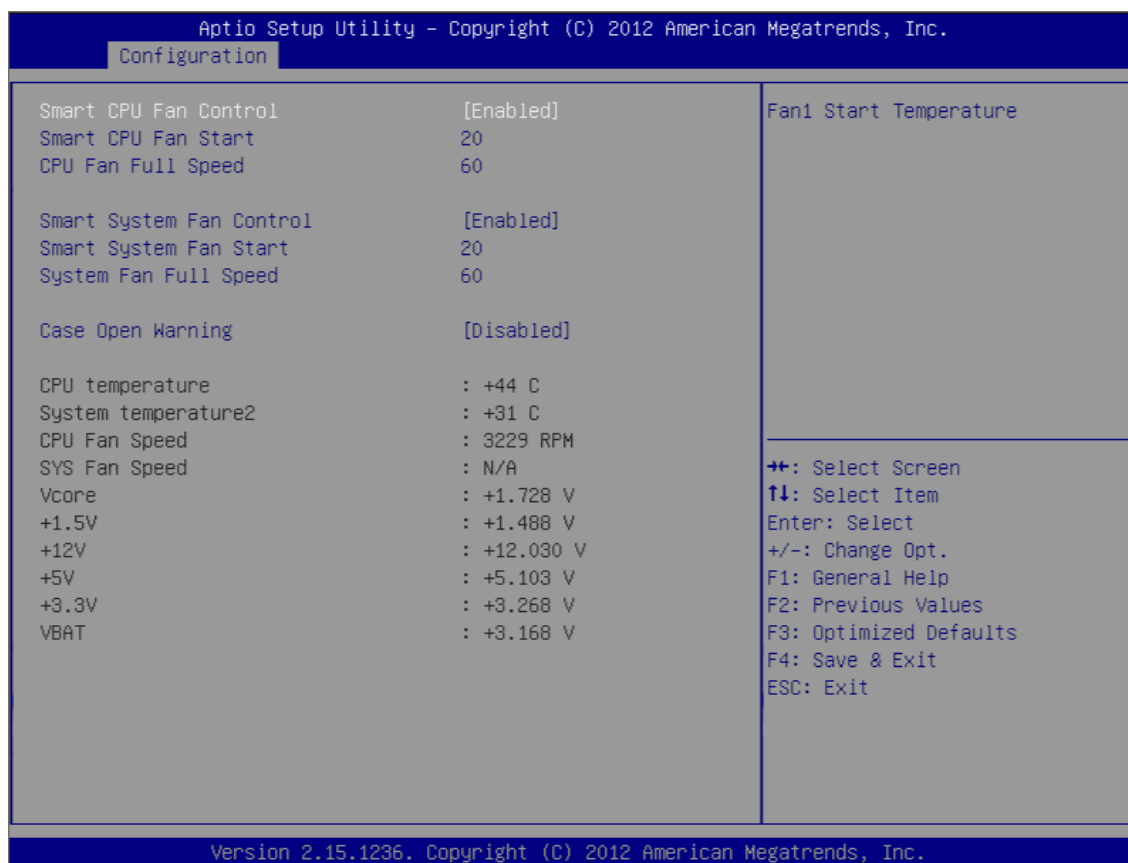 Aptio Setup Utility – Copyright (C) 2012 American Megatrends, Inc.
Configuration
Smart CPU Fan Control [Enabled]
Smart CPU Fan Start 20
CPU Fan Full Speed 60
Smart System Fan Control [Enabled]
Smart System Fan Start 20
System Fan Full Speed 60
Case Open Warning [Disabled]
CPU temperature : +44 C
System temperature2 : +31 C
CPU Fan Speed : 3229 RPM
SYS Fan Speed : N/A
Vcore : +1.728 V
+1.5V : +1.488 V
+12V : +12.030 V
+5V : +5.103 V
+3.3V : +3.268 V
VBAT : +3.168 V
Fan1 Start Temperature
→←: Select Screen
↑↓: Select Item
Enter: Select
+/-: Change Opt.
F1: General Help
F2: Previous Values
F3: Optimized Defaults
F4: Save & Exit
ESC: Exit
Version 2.15.1236. Copyright (C) 2012 American Megatrends, Inc.